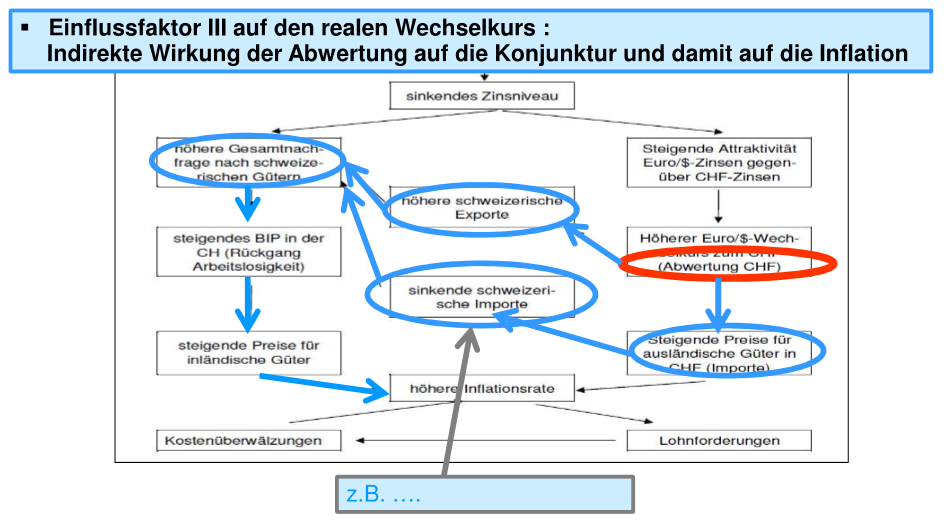 ▪ Einflussfaktor III auf den realen Wechselkurs :
Indirekte Wirkung der Abwertung auf die Konjunktur und damit auf die Inflation
sinkendes Zinsniveau
höhere Gesamtnach-
frage nach schweize-
rischen Gütern
Steigende Attraktivität
Euro/$-Zinsen gegen-
über CHF-Zinsen
höhere schweizerische
Exporte
steigendes BIP in der
CH (Rückgang
Arbeitslosigkeit)
Höherer Euro/$-Wech-
selkurs zum CHF
(Abwertung CHF)
sinkende schweizeri-
sche Importe
steigende Preise für
inländische Güter
Steigende Preise für
ausländische Güter in
CHF (Importe)
höhere Inflationsrate
Kostenüberwälzungen
Lohnforderungen
z.B. ….